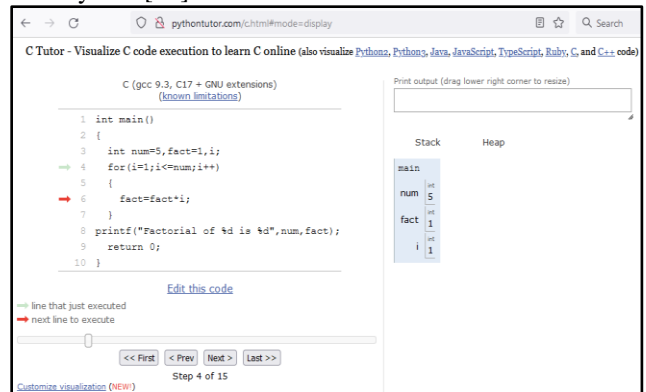 pythontutor.com/c.html#mode=display
Search
C Tutor - Visualize C code execution to learn C online (also visualize Python2, Python3, Java, JavaScript, TypeScript, Ruby, C, and C++ code)
C (gcc 9.3, C17 + GNU extensions)
(known limitations)
1 int main()
2 {
3 int num=5,fact=1,i;
4 for(i=1;i<=num;i++)
5 {
6 fact=fact*i;
7 }
8 printf("Factorial of %d is %d",num,fact);
9 return 0;
10 }
Edit this code
line that just executed
next line to execute
<< First < Prev Next > Last >>
Step 4 of 15
Customize visualization (NEW!)
Print output (drag lower right corner to resize)
Stack Heap
main
int
num 5
int
fact 1
int
i 1